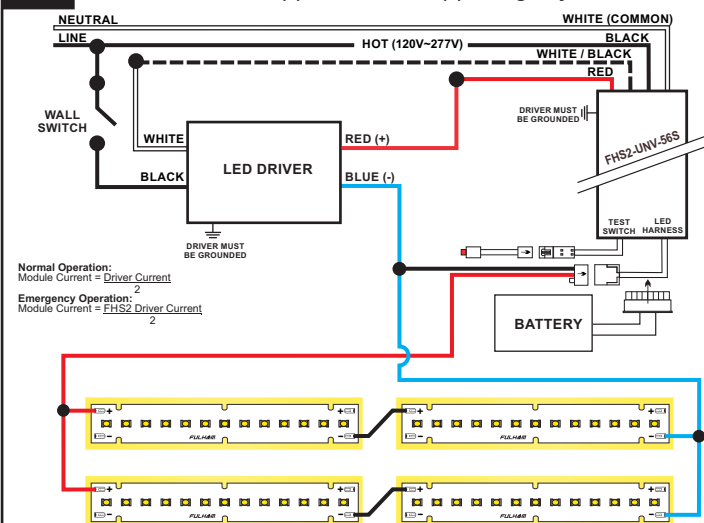 NEUTRAL
WHITE (COMMON)
LINE
HOT (120V~277V)
BLACK
WHITE / BLACK
RED
WALL
SWITCH
DRIVER MUST
BE GROUNDED
FHS2-UNV-56S
WHITE
LED DRIVER
RED (+)
BLACK
BLUE (-)
TEST
SWITCH
LED
HARNESS
DRIVER MUST
BE GROUNDED
Normal Operation:
Module Current = Driver Current
2
Emergency Operation:
Module Current = FHS2 Driver Current
2
BATTERY
+
+
-
FULHAM
-
-
FULHAM
-
+
+
-
FULHAM
-
-
FULHAM
-